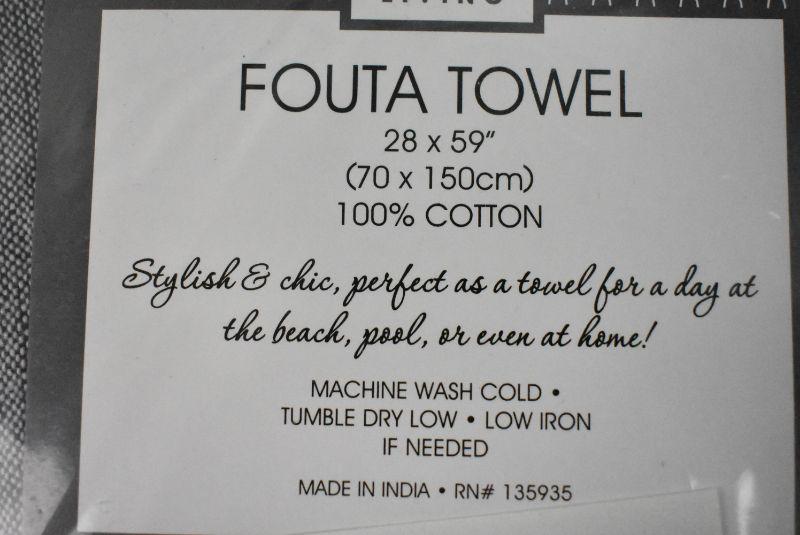 LIVING
FOUTA TOWEL
28 x 59”
(70 x 150cm)
100% COTTON
Stylish & chic, perfect as a towel for a day at
the beach, pool, or even at home!
MACHINE WASH COLD •
TUMBLE DRY LOW • LOW IRON
IF NEEDED
MADE IN INDIA • RN# 135935